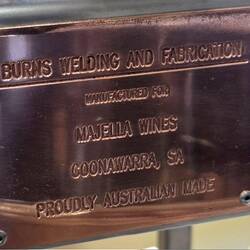 BURNS WELDING AND FABRICATION
MANUFACTURED FOR
MAJELLA WINES
COONAWARRA, SA
PROUDLY AUSTRALIAN MADE